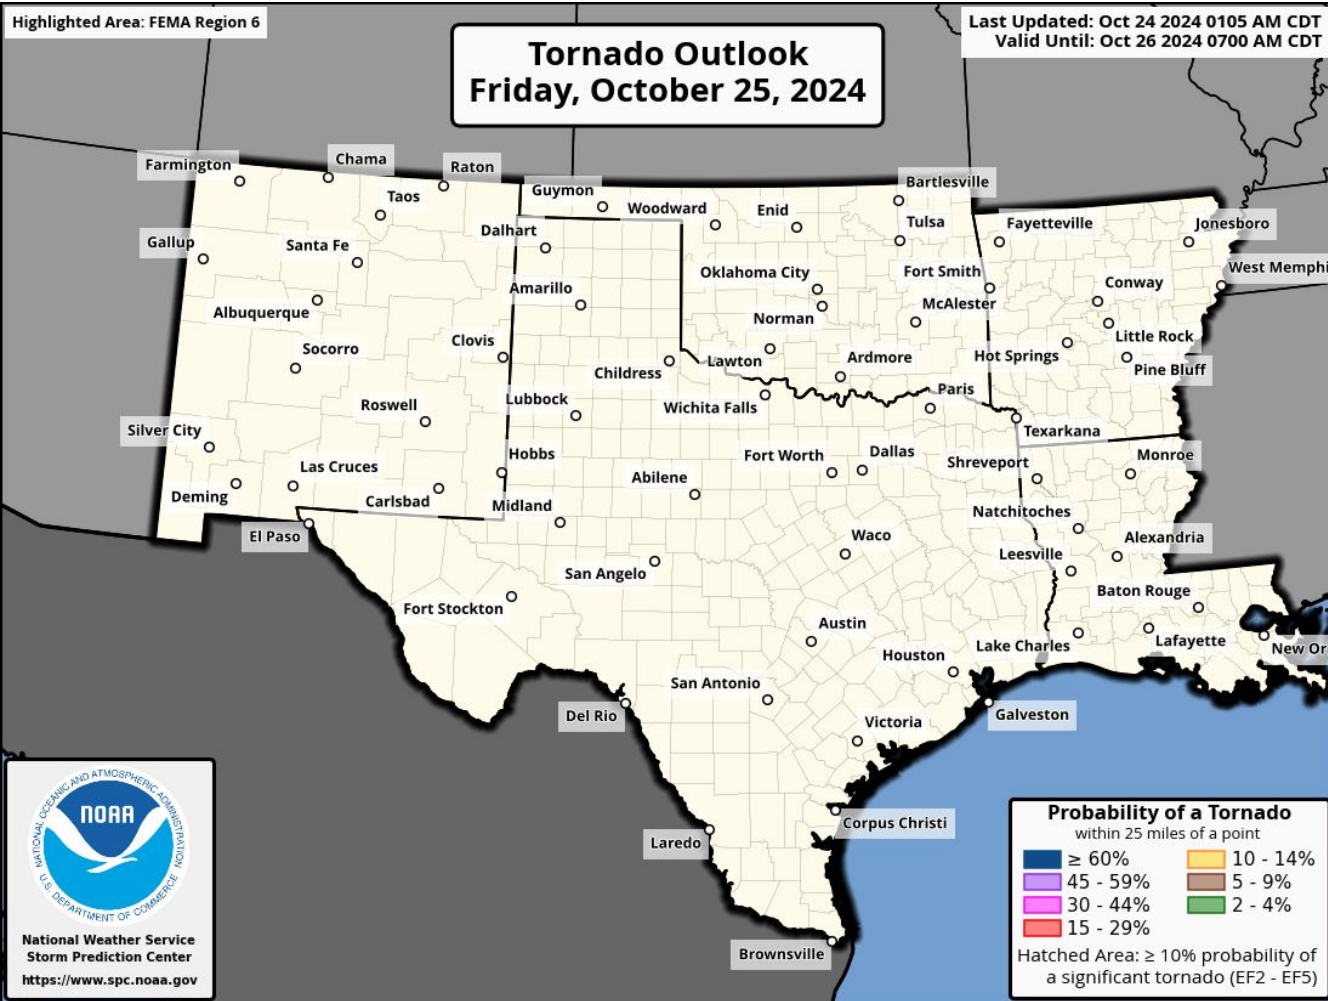 Highlighted Area: FEMA Region 6
Last Updated: Oct 24 2024 0105 AM CDT
Valid Until: Oct 26 2024 0700 AM CDT
Tornado Outlook
Friday, October 25, 2024
Farmington
Chama
Raton
Taos
Guymon
Woodward
Enid
Bartlesville
Tulsa
Fayetteville
Jonesboro
Gallup
Santa Fe
Dalhart
Oklahoma City
Fort Smith
West Memphi
Amarillo
McAlester
Conway
Albuquerque
Norman
Socorro
Clovis
Little Rock
Childress
Lawton
Ardmore
Hot Springs
Pine Bluff
Roswell
Lubbock
Wichita Falls
Paris
Silver City
Texarkana
Las Cruces
Hobbs
Abilene
Fort Worth
Dallas
Shreveport
Monroe
Deming
Carlsbad
Midland
Natchitoches
El Paso
Waco
Alexandria
San Angelo
Leesville
Fort Stockton
Baton Rouge
Austin
Lake Charles
Lafayette
New Or
Houston
San Antonio
Del Rio
Victoria
Galveston
Corpus Christi
Laredo
Brownsville
NATIONAL OCEANIC AND ATMOSPHERIC ADMINISTRATION
NOAA
U.S. DEPARTMENT OF COMMERCE
National Weather Service
Storm Prediction Center
https://www.spc.noaa.gov
Probability of a Tornado
within 25 miles of a point
≥ 60%
45 - 59%
30 - 44%
15 - 29%
10 - 14%
5 - 9%
2 - 4%
Hatched Area: ≥ 10% probability of
a significant tornado (EF2 - EF5)